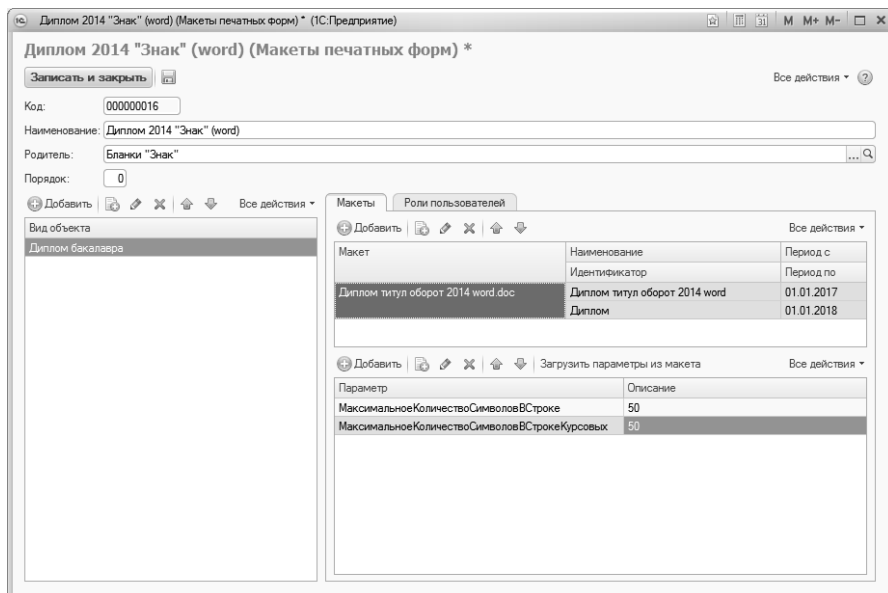 Диплом 2014 "Знак" (word) (Макеты печатных форм) * (1С:Предприятие)
31 M M+ M-
Диплом 2014 "Знак" (word) (Макеты печатных форм) *
Записать и закрыть Все действия
Код: 000000016
Наименование: Диплом 2014 "Знак" (word)
Родитель: Бланки "Знак" ...
Порядок: 0
Добавить Все действия
Вид объекта
Диплом бакалавра
Макеты Роли пользователей
Добавить Все действия
Макет Наименование Период с
Идентификатор Период по
Диплом титул оборот 2014 word.doc Диплом титул оборот 2014 word 01.01.2017
Диплом 01.01.2018
Добавить Загрузить параметры из макета Все действия
Параметр Описание
МаксимальноеКоличествоСимволовВСтроке 50
МаксимальноеКоличествоСимволовВСтрокеКурсовых 50